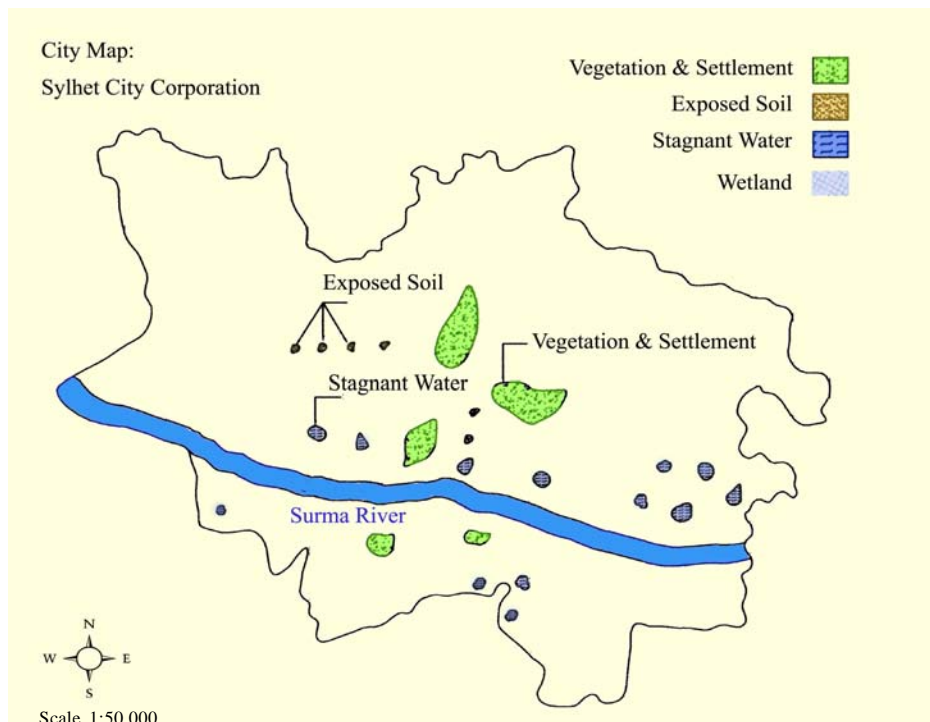 City Map:
Sylhet City Corporation
Vegetation & Settlement
Exposed Soil
Stagnant Water
Wetland
Exposed Soil
Vegetation & Settlement
Stagnant Water
Surma River
N
W E
S
Scale 1:50 000